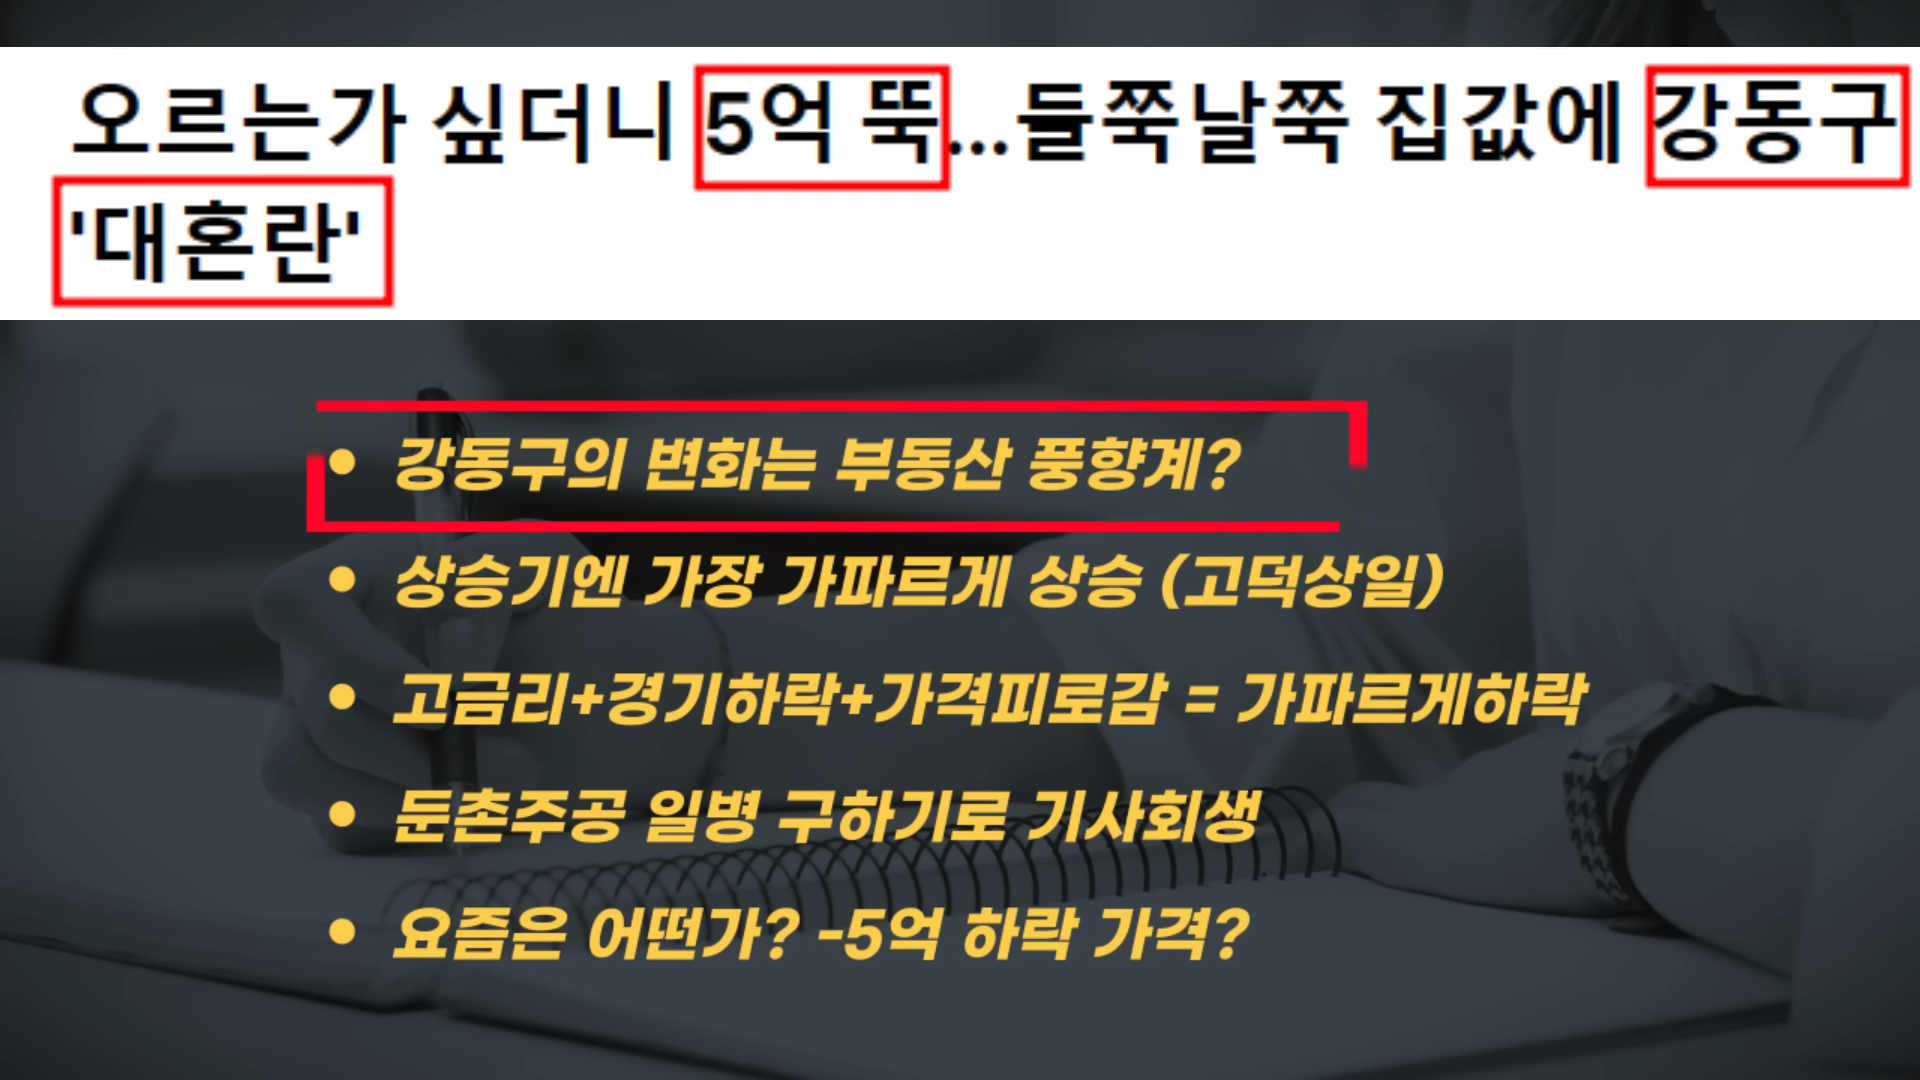 오르는가 싶더니 5억 뚝...들쭉날쭉 집값에 강동구
'대혼란'
• 강동구의 변화는 부동산 풍향계?
• 상승기엔 가장 가파르게 상승 (고덕상일)
• 고금리+경기하락+가격피로감 = 가파르게하락
• 둔촌주공 일병 구하기로 기사회생
• 요즘은 어떤가? -5억 하락 가격?